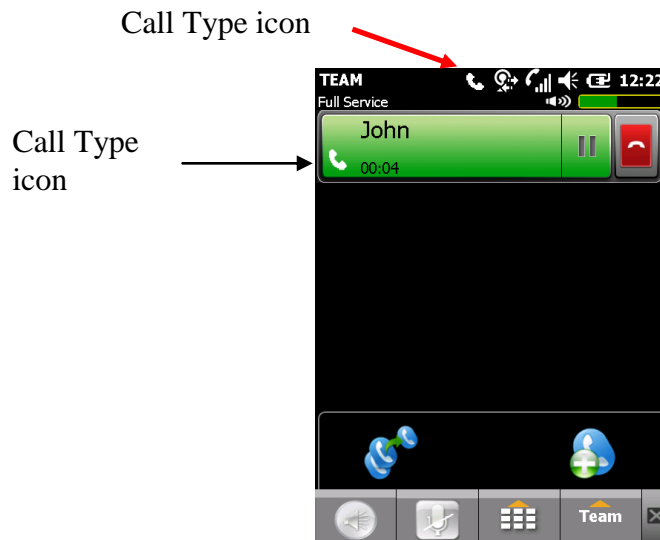 Call Type icon
TEAM 12:22
Full Service
Call Type
icon
John
00:04
Team